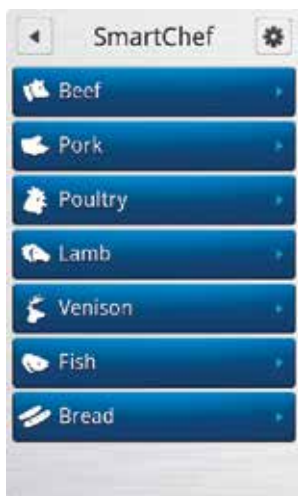 SmartChef
Beef
Pork
Poultry
Lamb
Venison
Fish
Bread